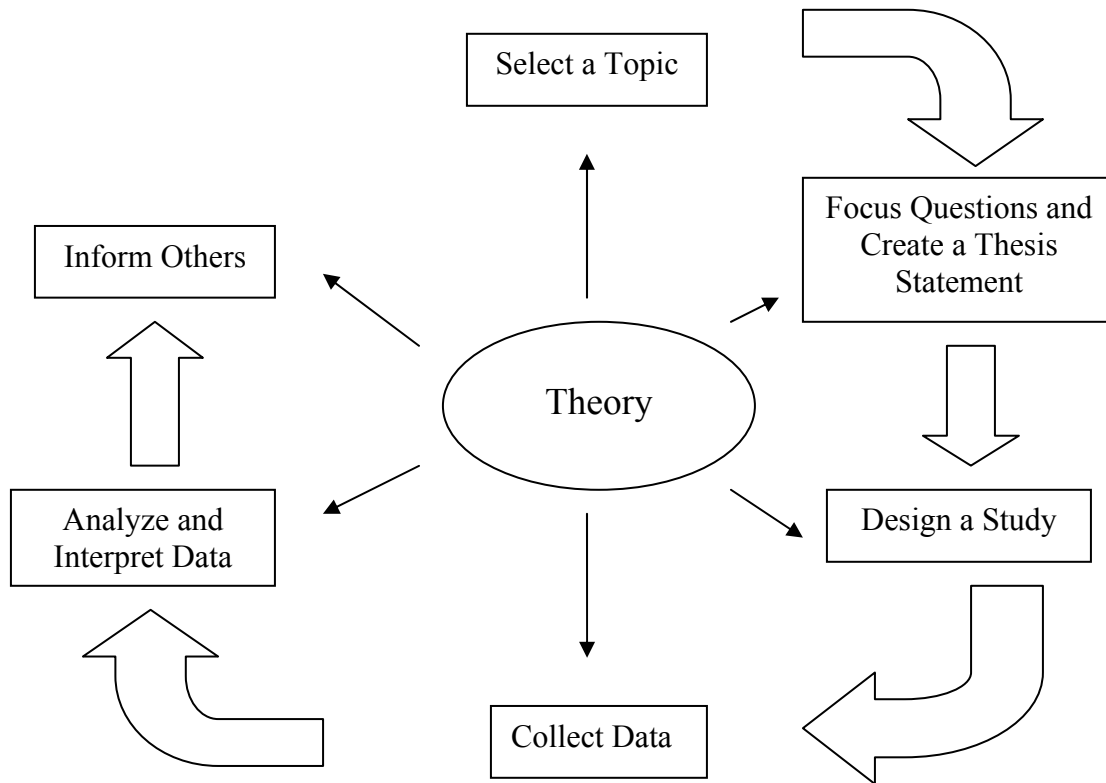 Select a Topic
Focus Questions and
Create a Thesis
Statement
Inform Others
Theory
Analyze and
Interpret Data
Design a Study
Collect Data